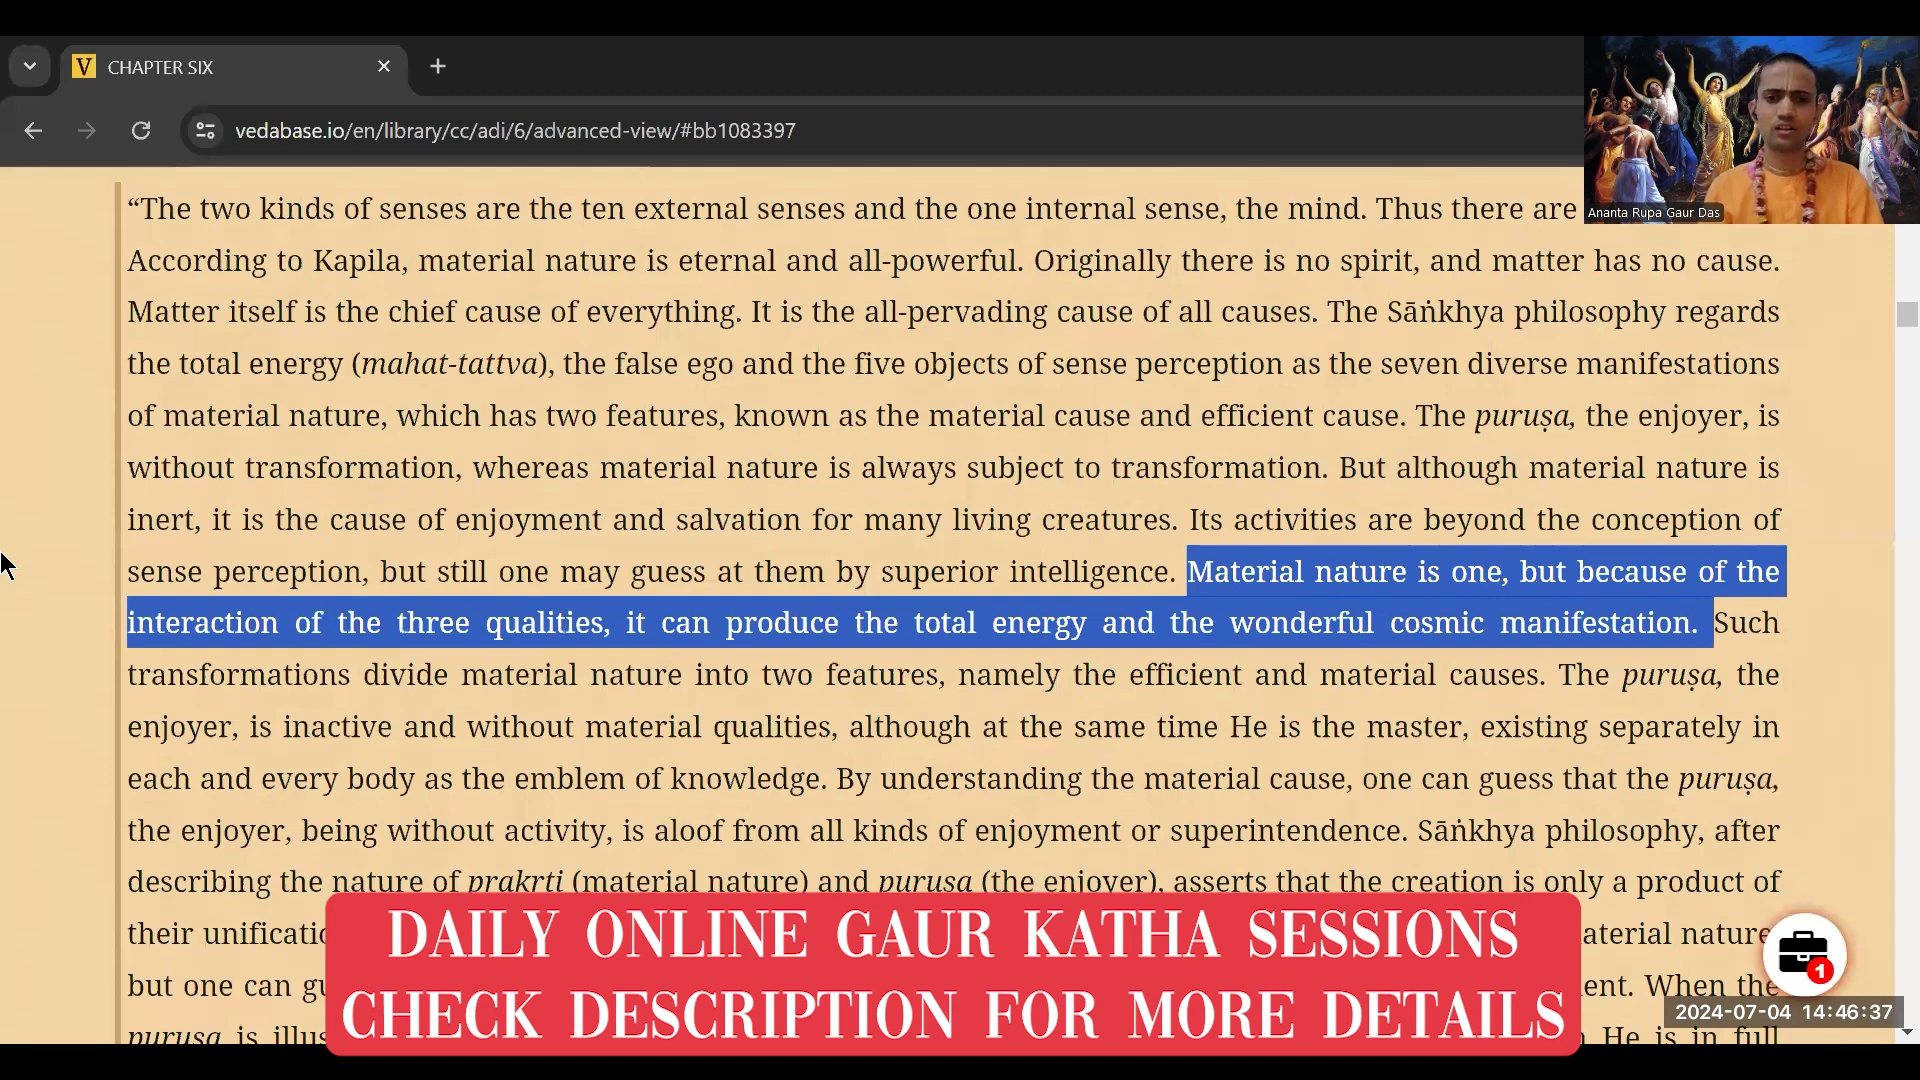 CHAPTER SIX
vedabase.io/en/library/cc/adi/6/advanced-view/#bb1083397
Ananta Rupa Gaur Das
“The two kinds of senses are the ten external senses and the one internal sense, the mind. Thus there are
According to Kapila, material nature is eternal and all-powerful. Originally there is no spirit, and matter has no cause.
Matter itself is the chief cause of everything. It is the all-pervading cause of all causes. The Sāṅkhya philosophy regards
the total energy (mahat-tattva), the false ego and the five objects of sense perception as the seven diverse manifestations
of material nature, which has two features, known as the material cause and efficient cause. The puruṣa, the enjoyer, is
without transformation, whereas material nature is always subject to transformation. But although material nature is
inert, it is the cause of enjoyment and salvation for many living creatures. Its activities are beyond the conception of
sense perception, but still one may guess at them by superior intelligence. Material nature is one, but because of the
interaction of the three qualities, it can produce the total energy and the wonderful cosmic manifestation. Such
transformations divide material nature into two features, namely the efficient and material causes. The puruṣa, the
enjoyer, is inactive and without material qualities, although at the same time He is the master, existing separately in
each and every body as the emblem of knowledge. By understanding the material cause, one can guess that the puruṣa,
the enjoyer, being without activity, is aloof from all kinds of enjoyment or superintendence. Sāṅkhya philosophy, after
describing the nature of prakṛti (material nature) and puruṣa (the enjoyer), asserts that the creation is only a product of
their aterial nature
but one can When the
puruṣa is He is in full
DAILY ONLINE GAUR KATHA SESSIONS
CHECK DESCRIPTION FOR MORE DETAILS
1
2024-07-04 14:46:37